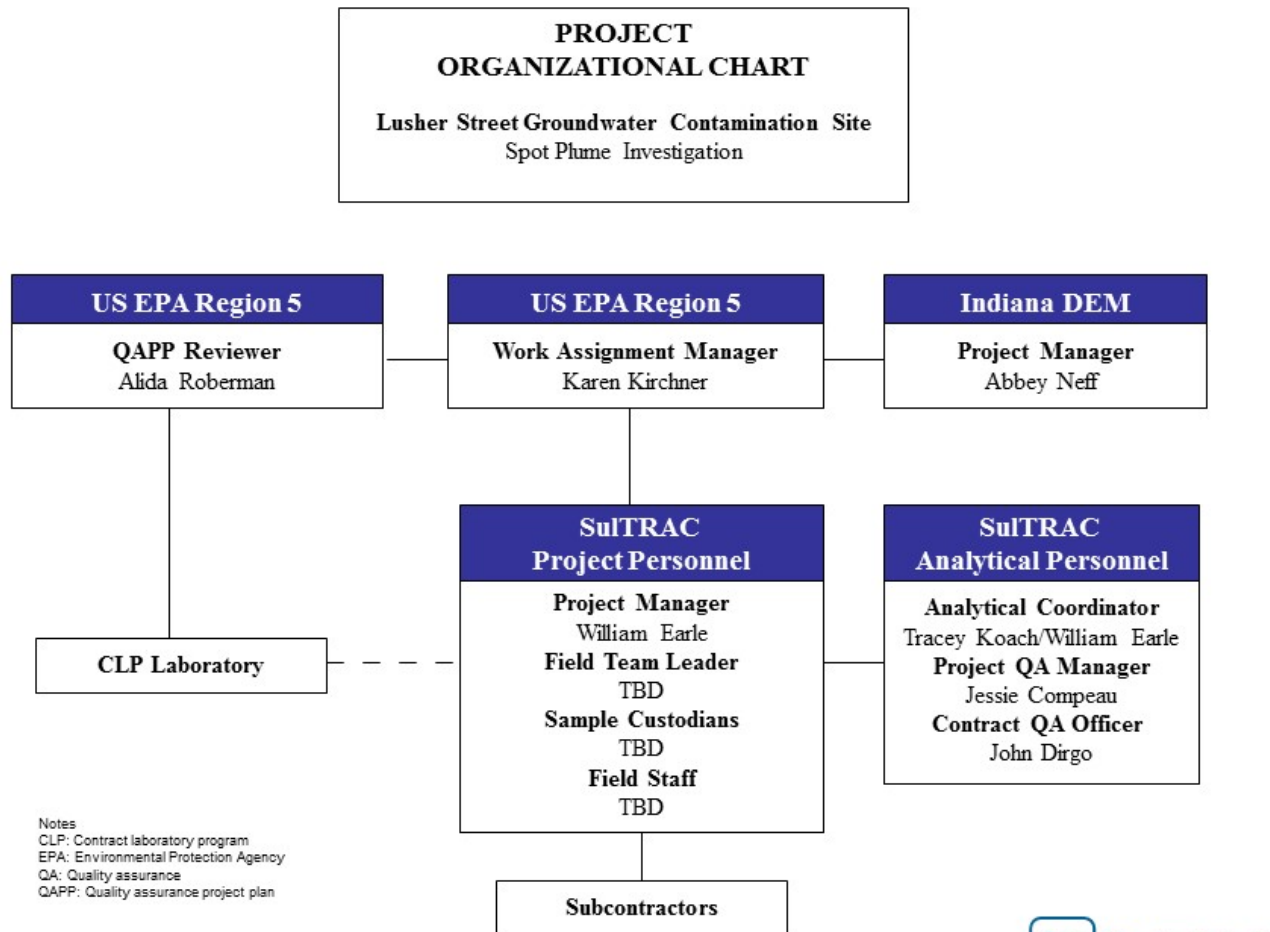 PROJECT
ORGANIZATIONAL CHART
Lusher Street Groundwater Contamination Site
Spot Plume Investigation
US EPA Region 5
QAPP Reviewer
Alida Roberman
US EPA Region 5
Work Assignment Manager
Karen Kirchner
Indiana DEM
Project Manager
Abbey Neff
CLP Laboratory
SulTRAC
Project Personnel
Project Manager
William Earle
Field Team Leader
TBD
Sample Custodians
TBD
Field Staff
TBD
SulTRAC
Analytical Personnel
Analytical Coordinator
Tracey Koach/William Earle
Project QA Manager
Jessie Compeau
Contract QA Officer
John Dirgo
Subcontractors
Notes
CLP: Contract laboratory program
EPA: Environmental Protection Agency
QA: Quality assurance
QAPP: Quality assurance project plan